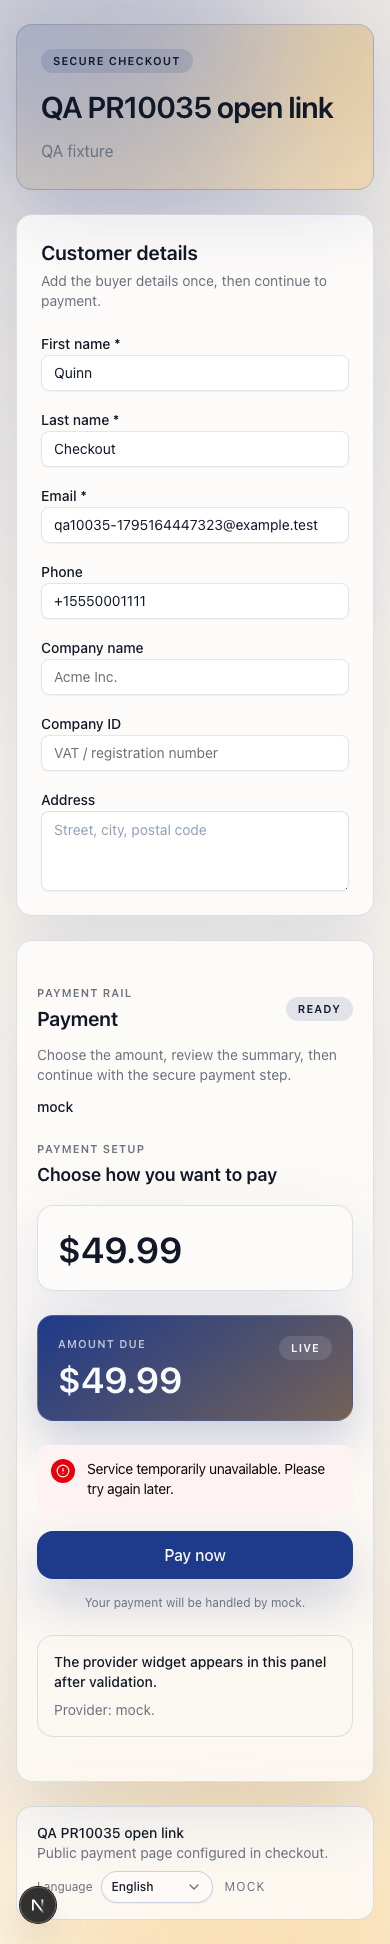 SECURE CHECKOUT
QA PR10035 open link
QA fixture
Customer details
Add the buyer details once, then continue to
payment.
First name *
Quinn
Last name *
Checkout
Email *
qa10035-1795164447323@example.test
Phone
+15550001111
Company name
Acme Inc.
Company ID
VAT / registration number
Address
Street, city, postal code
PAYMENT RAIL
Payment
READY
Choose the amount, review the summary, then
continue with the secure payment step.
mock
PAYMENT SETUP
Choose how you want to pay
$49.99
AMOUNT DUE
LIVE
$49.99
Service temporarily unavailable. Please
try again later.
Pay now
Your payment will be handled by mock.
The provider widget appears in this panel
after validation.
Provider: mock.
QA PR10035 open link
Public payment page configured in checkout.
Language English MOCK
N